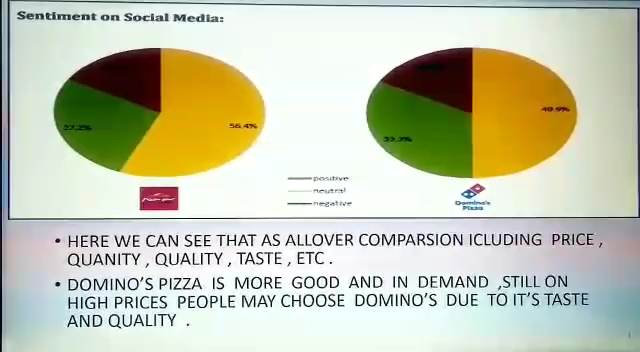 Sentiment on Social Media:
27.2%
56.4%
49.9%
positive
neutral
negative
Domino's
Pizza
• HERE WE CAN SEE THAT AS ALLOVER COMPARSION ICLUDING PRICE ,
QUANITY , QUALITY , TASTE , ETC .
• DOMINO'S PIZZA IS MORE GOOD AND IN DEMAND ,STILL ON
HIGH PRICES PEOPLE MAY CHOOSE DOMINO'S DUE TO IT'S TASTE
AND QUALITY .